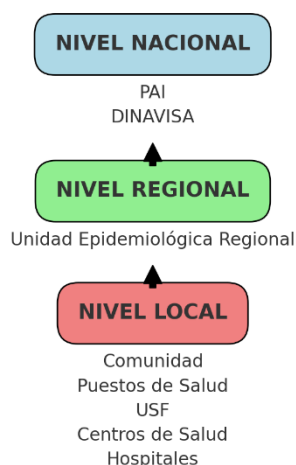 NIVEL NACIONAL
PAI
DINAVISA
NIVEL REGIONAL
Unidad Epidemiológica Regional
NIVEL LOCAL
Comunidad
Puestos de Salud
USF
Centros de Salud
Hospitales